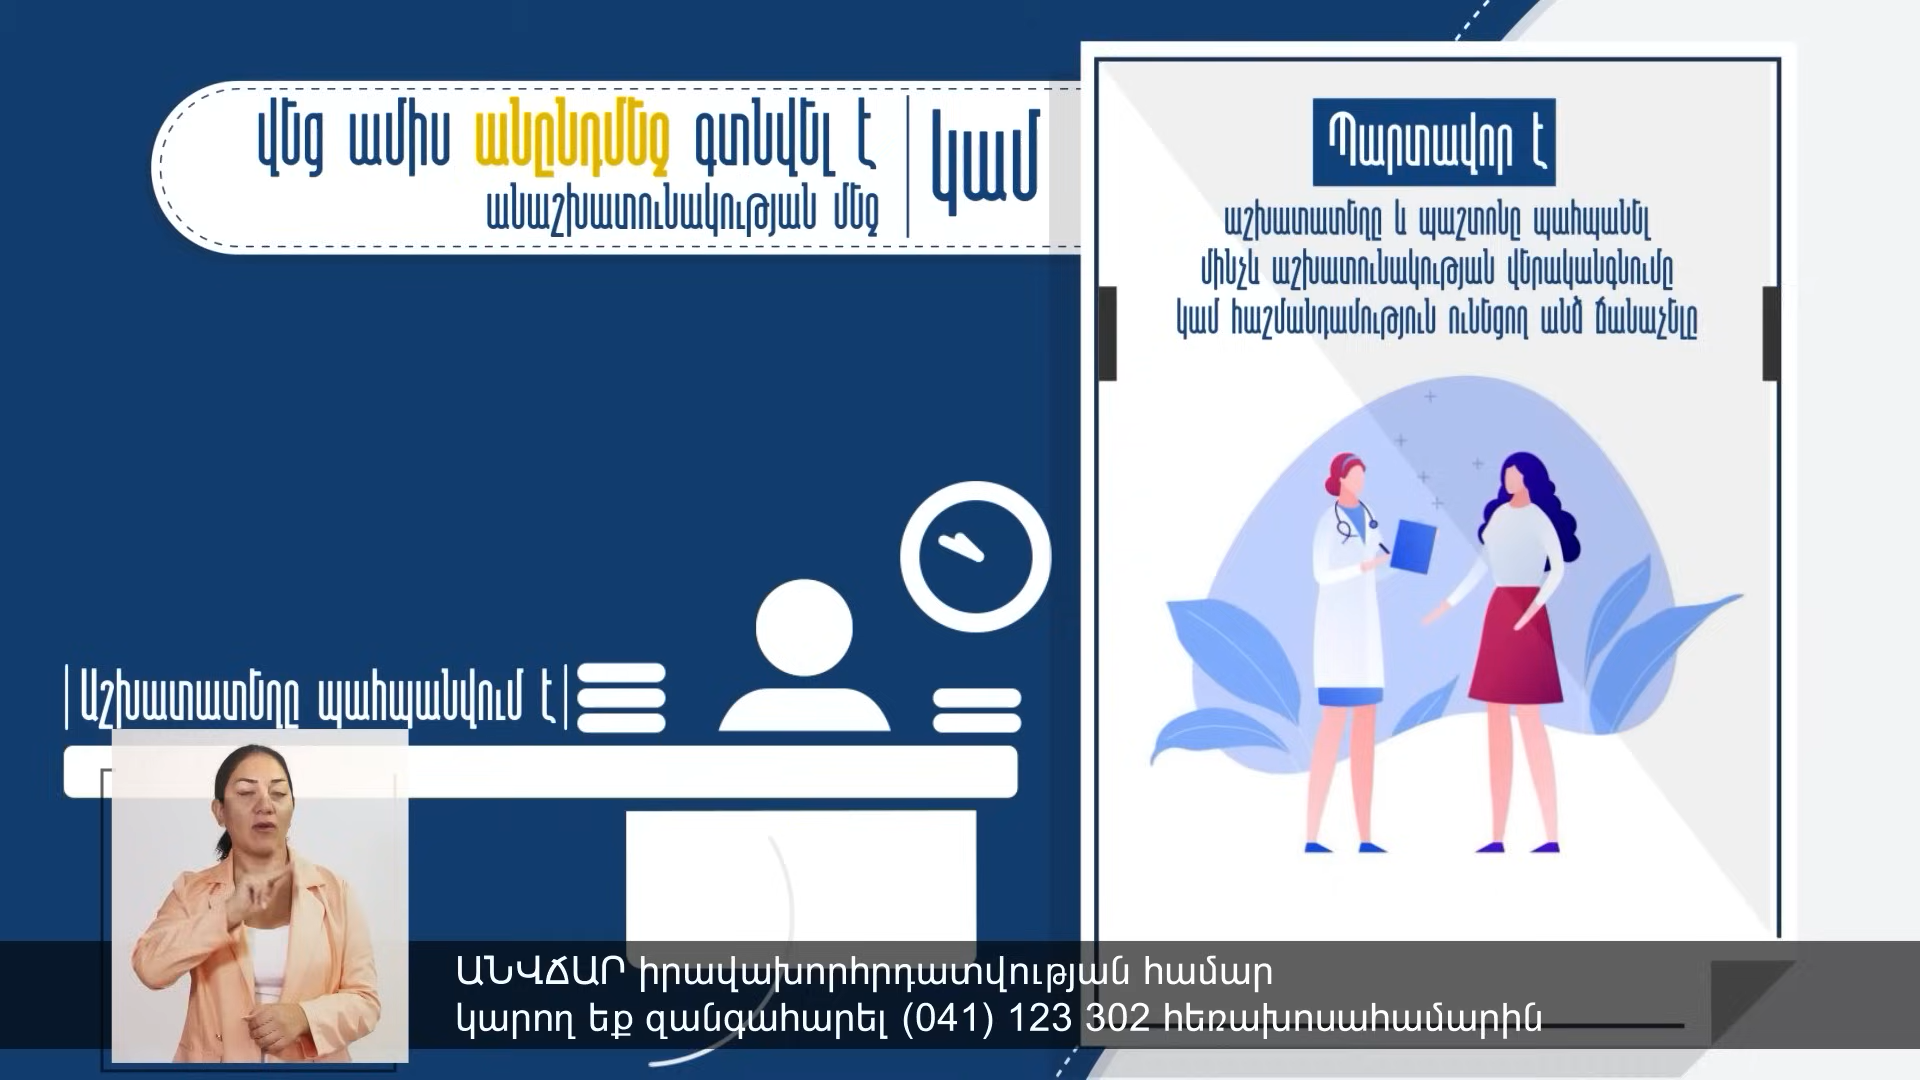 վեց ամիս անընդմեջ գտնվել է
անաշխատունակության մեջ
կամ
Պարտավոր է
աշխատատեղը և պաշտոնը պահպանել
մինչև աշխատունակության վերականգնումը
կամ հաշմանդամություն ունեցող անձ ճանաչելը
Աշխատատեղը պահպանվում է
ԱՆՎՃԱՐ իրավախորհրդատվության համար
կարող եք զանգահարել (041) 123 302 հեռախոսահամարին